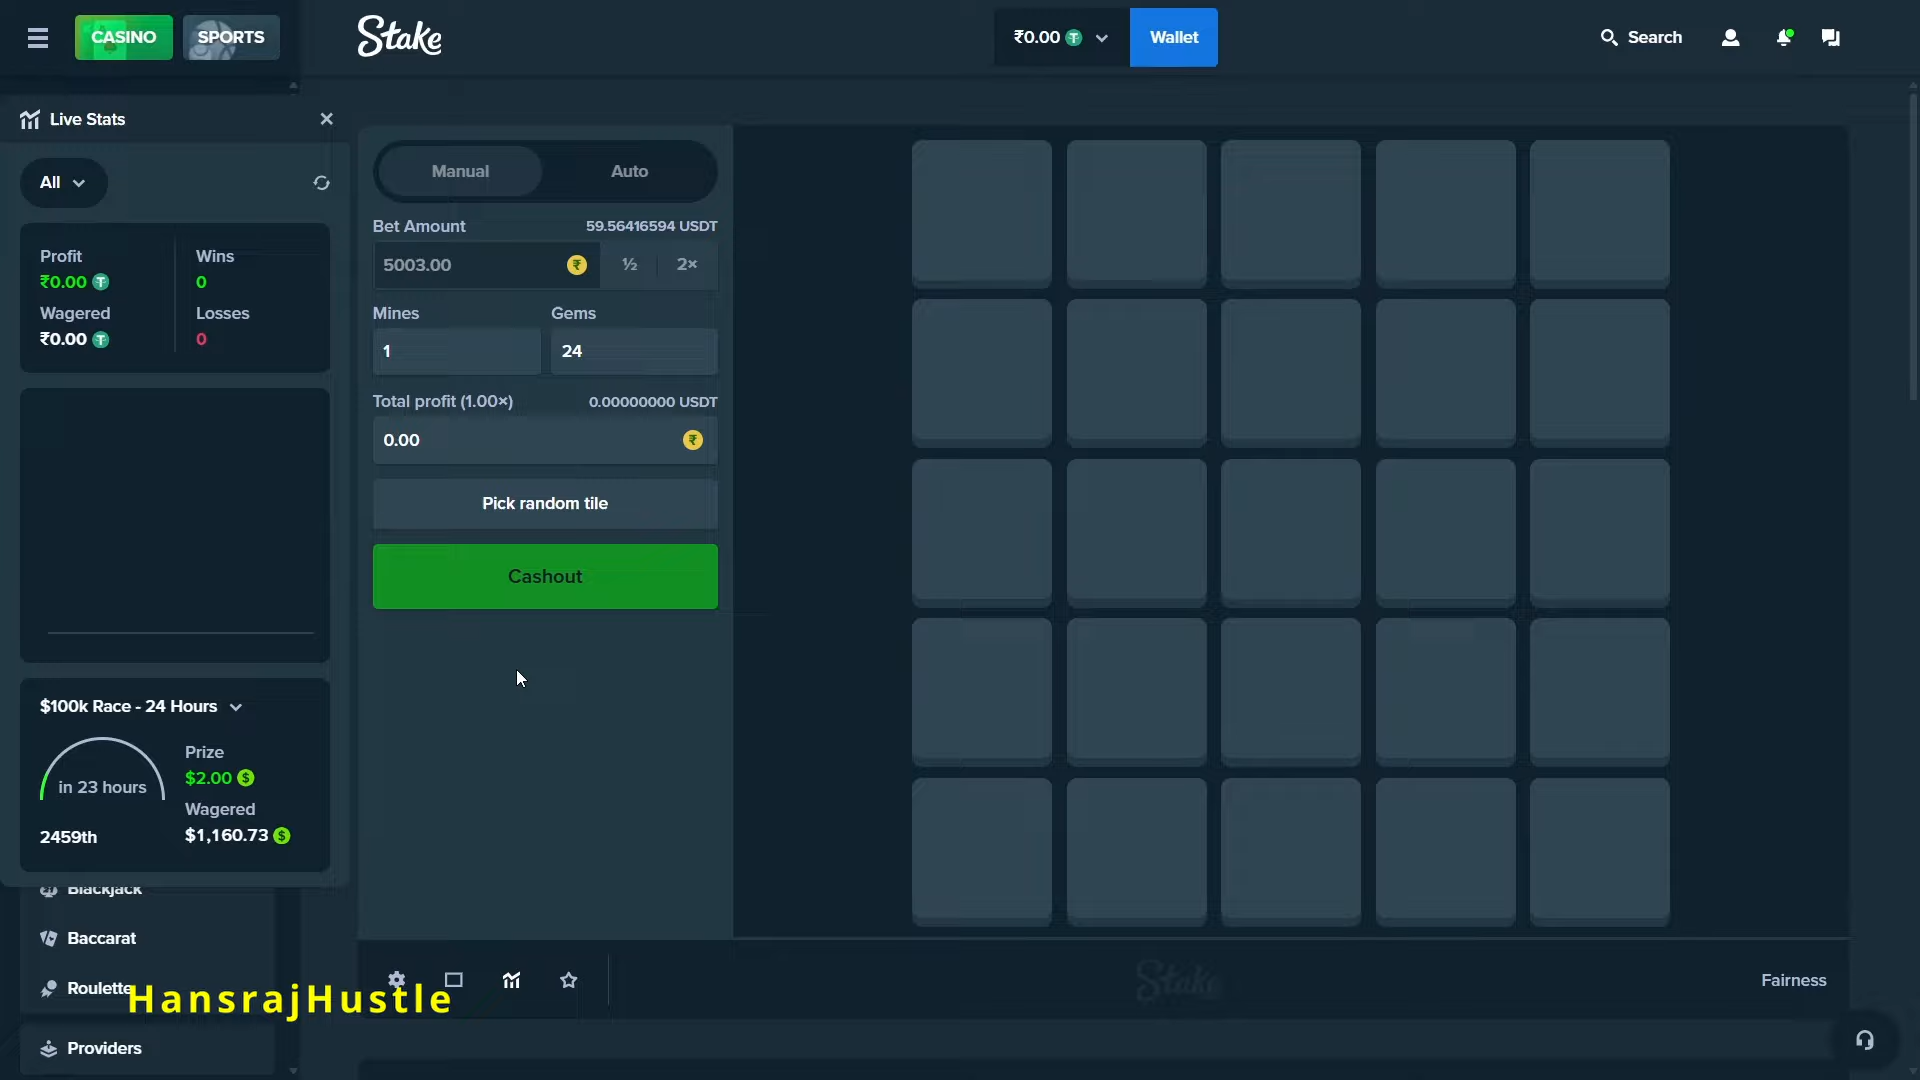 CASINO
SPORTS
Stake
₹0.00
Wallet
Search
Live Stats
All
Profit
₹0.00
Wins
0
Wagered
₹0.00
Losses
0
$100k Race - 24 Hours
in 23 hours
2459th
Prize
$2.00
Wagered
$1,160.73
Blackjack
Baccarat
Roulette
Providers
HansrajHustle
Manual
Auto
Bet Amount
59.56416594 USDT
5003.00
½
2×
Mines
Gems
1
24
Total profit (1.00×)
0.00000000 USDT
0.00
Pick random tile
Cashout
Stake
Fairness